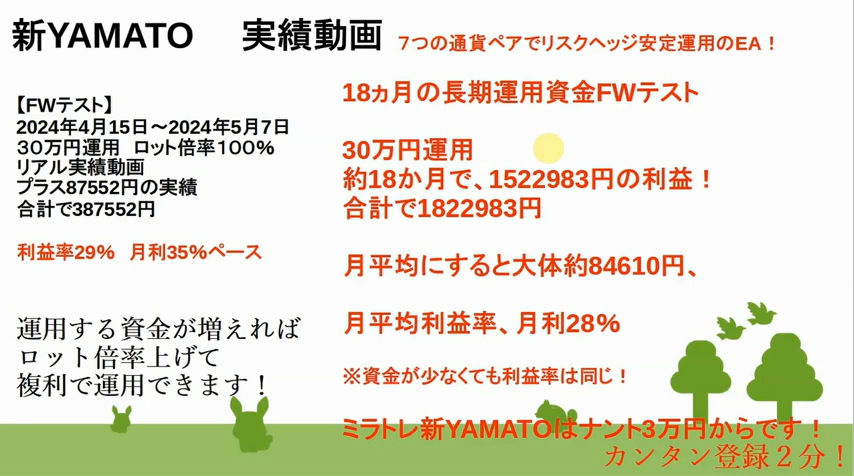 新YAMATO 実績動画
7つの通貨ペアでリスクヘッジ安定運用のEA！
【FWテスト】
2024年4月15日～2024年5月7日
３０万円運用 ロット倍率１００％
リアル実績動画
プラス87552円の実績
合計で387552円
利益率29％ 月利35％ペース
運用する資金が増えれば
ロット倍率上げて
複利で運用できます！
18ヵ月の長期運用資金FWテスト
30万円運用
約18か月で、1522983円の利益！
合計で1822983円
月平均にすると大体約84610円、
月平均利益率、月利28％
※資金が少なくても利益率は同じ！
ミラトレ新YAMATOはナント3万円からです！
カンタン登録２分！